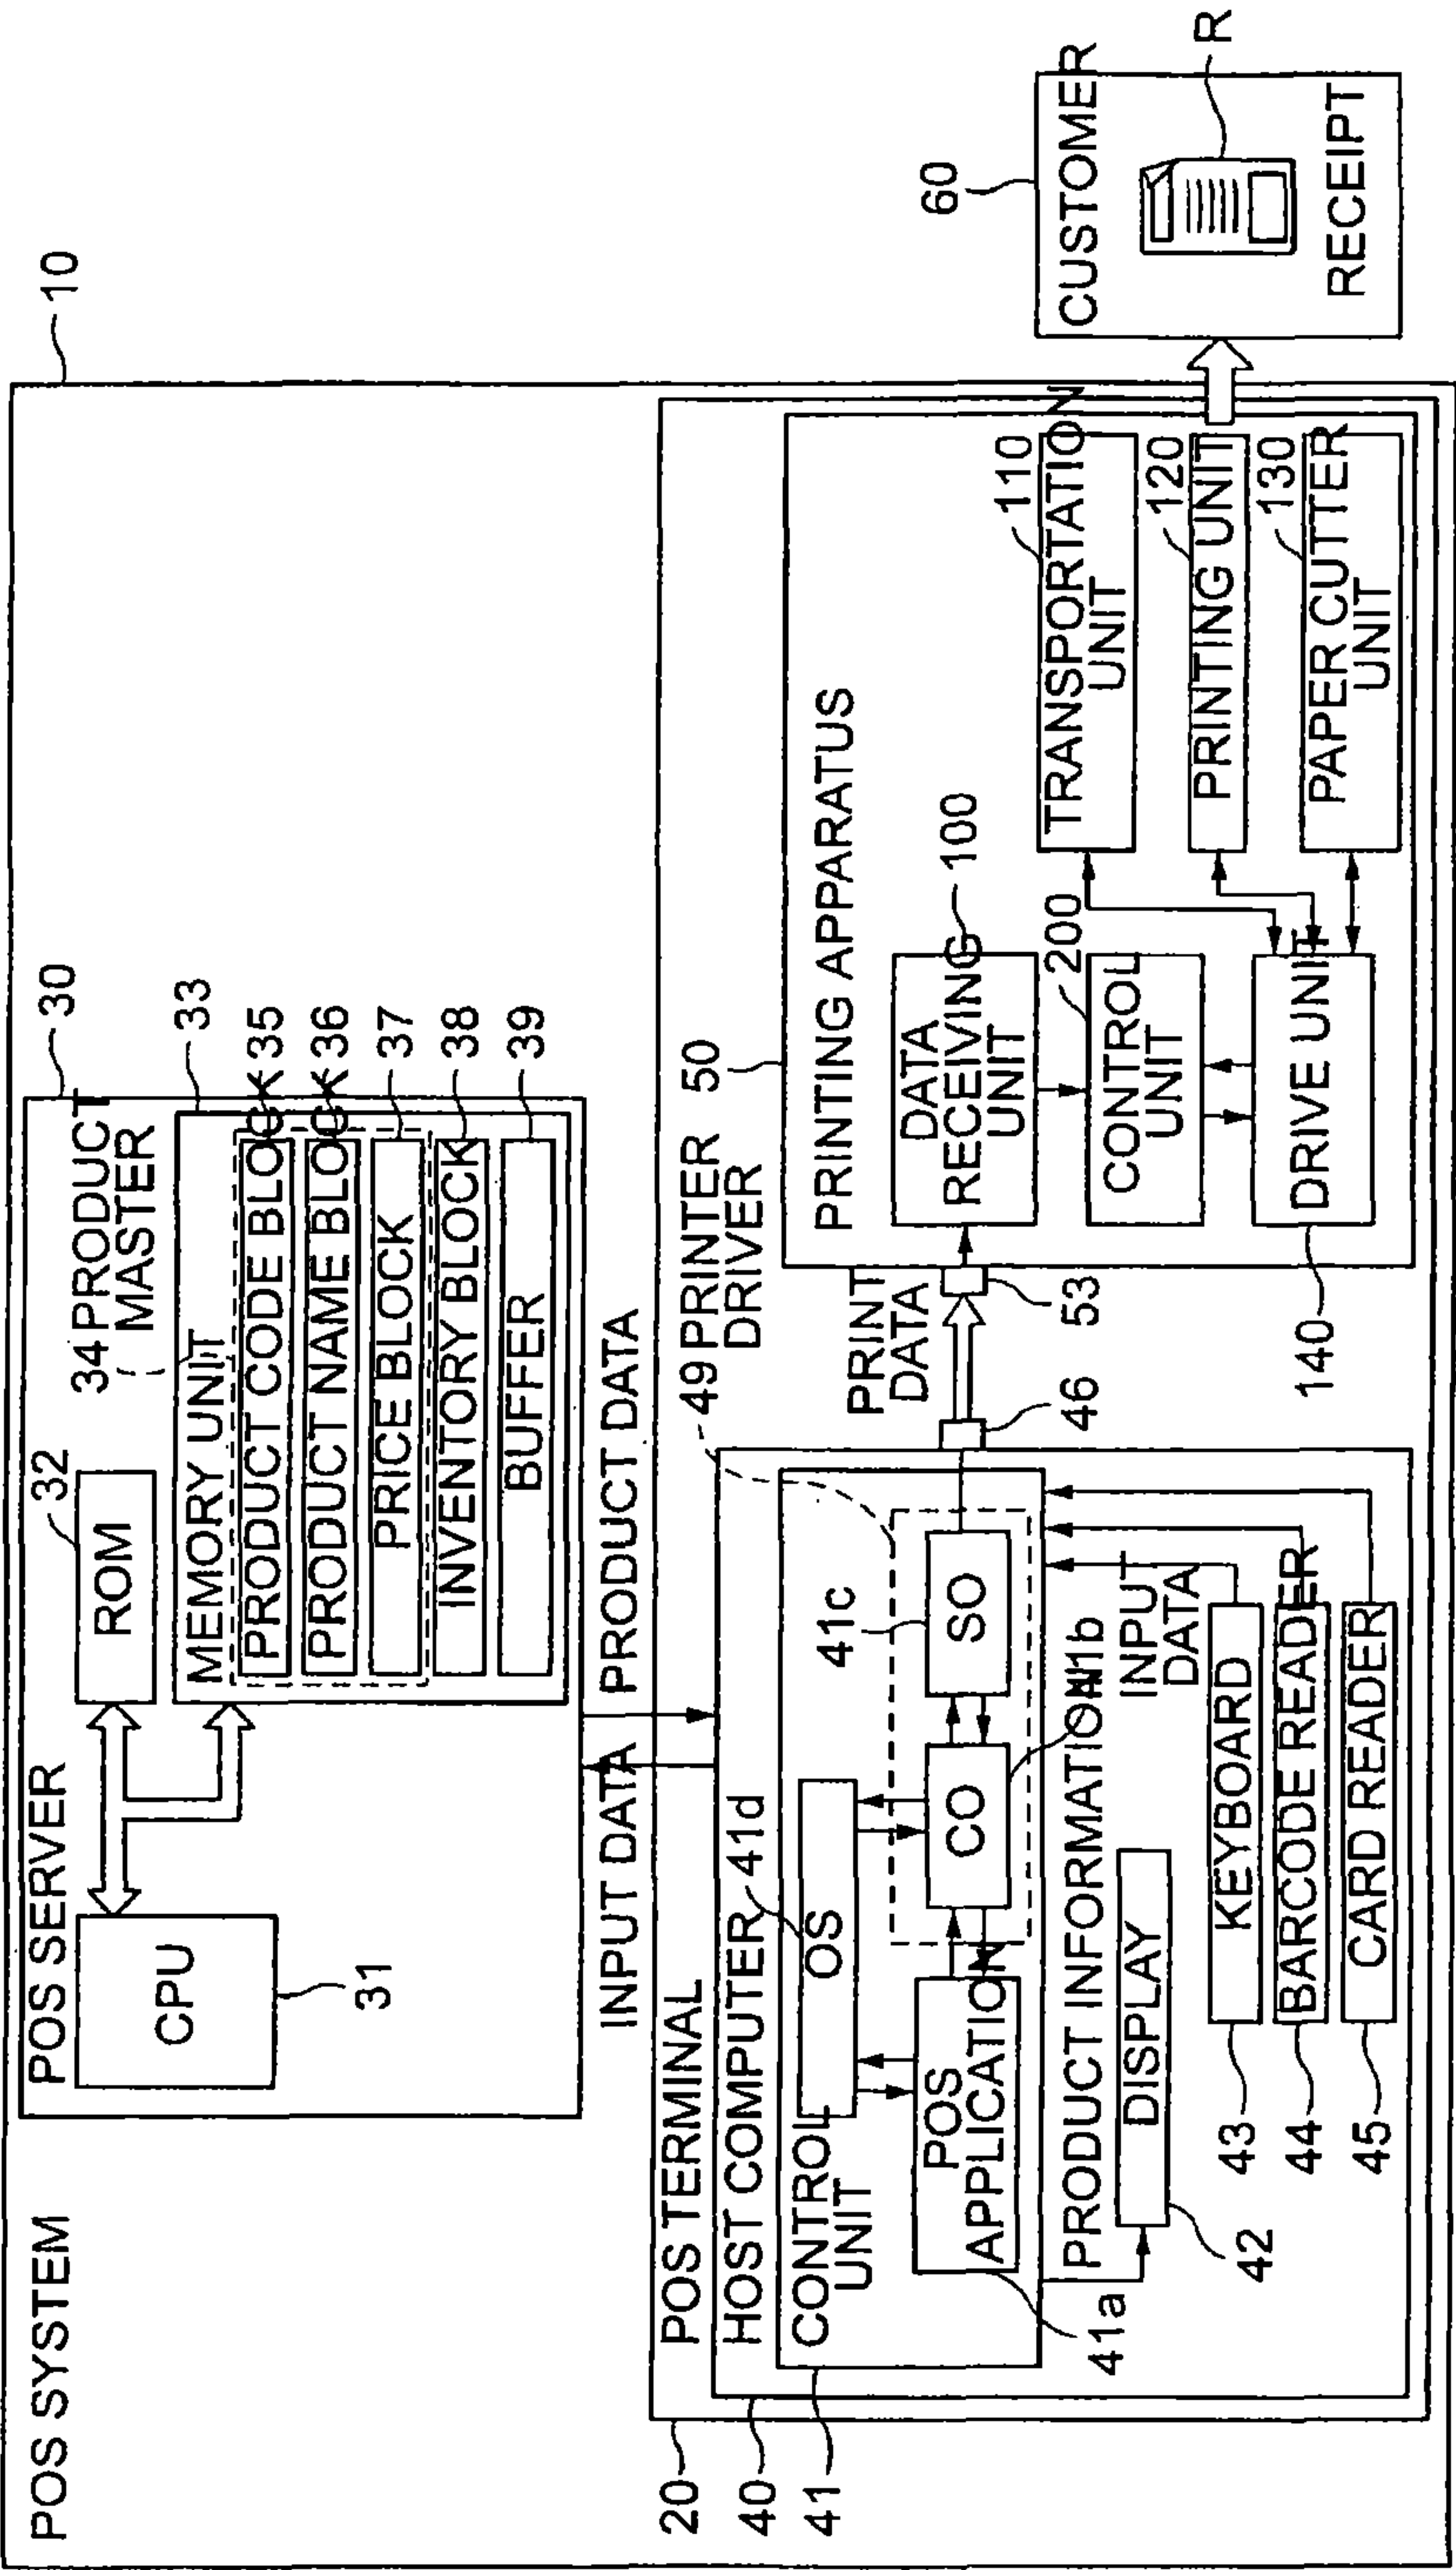 POS SYSTEM
10
POS SERVER
30
CPU
31
ROM
32
34 PRODUCT
MASTER
MEMORY UNIT
33
PRODUCT CODE BLOCK
35
PRODUCT NAME BLOCK
36
PRICE BLOCK
37
INVENTORY BLOCK
38
BUFFER
39
INPUT DATA
PRODUCT DATA
POS TERMINAL
20
HOST COMPUTER
40
CONTROL
UNIT
41
41d
OS
POS
APPLICATION
41a
CO
41b
SO
41c
49 PRINTER
DRIVER
PRODUCT INFORMATION
DISPLAY
42
INPUT
DATA
KEYBOARD
43
BARCODE READER
44
CARD READER
45
46
PRINT
DATA
53
50
PRINTING APPARATUS
DATA
RECEIVING
UNIT
100
CONTROL
UNIT
200
DRIVE UNIT
140
TRANSPORTATION
UNIT
110
PRINTING UNIT
120
PAPER CUTTER
UNIT
130
60
CUSTOMER
R
RECEIPT